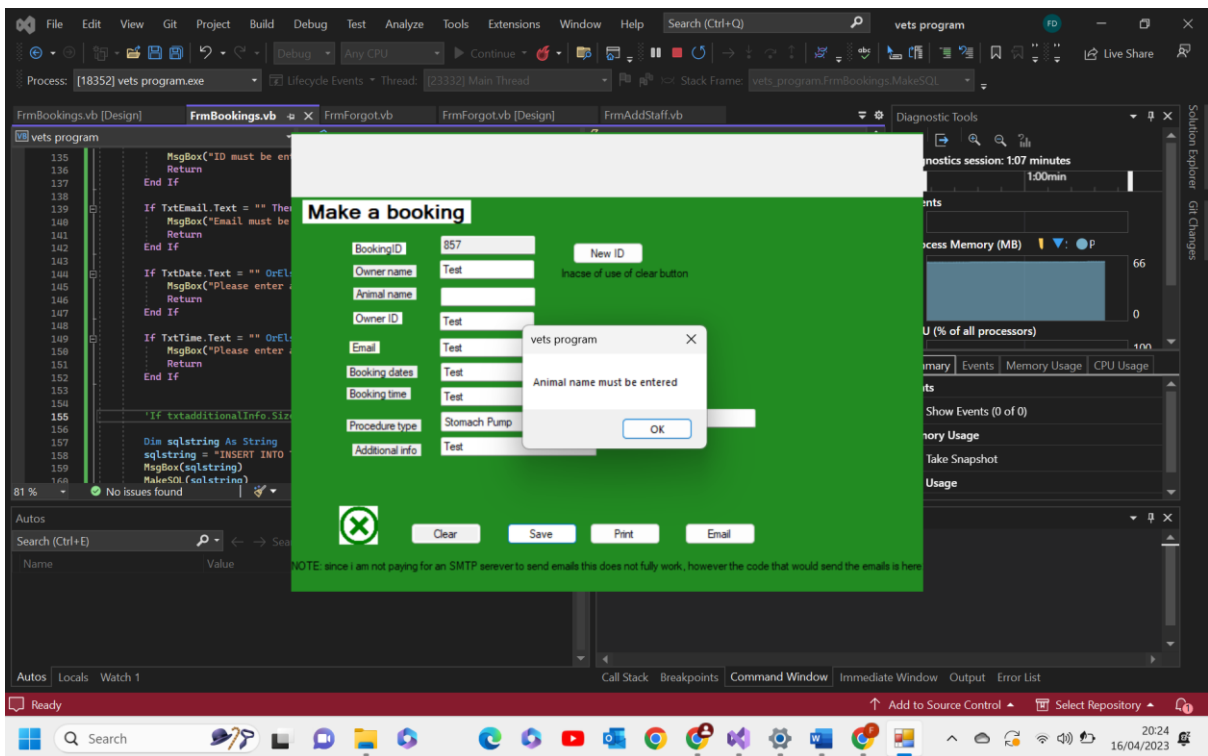 File Edit View Git Project Build Debug Test Analyze Tools Extensions Window Help Search (Ctrl+Q) vets program FD
Debug Any CPU Continue Live Share
Process: [18352] vets program.exe Lifecycle Events Thread: [23332] Main Thread Stack Frame: vets_program.FrmBookings.MakeSQL
FrmBookings.vb [Design] FrmBookings.vb FrmForgot.vb FrmForgot.vb [Design] FrmAddStaff.vb
vets program
135 MsgBox("ID must be en
136 Return
137 End If
138
139 If TxtEmail.Text = "" The
140 MsgBox("Email must be
141 Return
142 End If
143
144 If TxtDate.Text = "" OrEl
145 MsgBox("Please enter
146 Return
147 End If
148
149 If TxtTime.Text = "" OrEl
150 MsgBox("Please enter
151 Return
152 End If
153
154
155 'If txtadditionalInfo.Siz
156
157 Dim sqlstring As String
158 sqlstring = "INSERT INTO
159 MsgBox(sqlstring)
160 MakeSQL(sqlstring)
81 % No issues found
Make a booking
BookingID 857 New ID
Owner name Test Inacse of use of clear button
Animal name
Owner ID Test
Email Test
Booking dates Test
Booking time Test
Procedure type Stomach Pump
Additional info Test
vets program
Animal name must be entered
OK
Clear Save Print Email
NOTE: since i am not paying for an SMTP serever to send emails this does not fully work, however the code that would send the emails is here
Diagnostic Tools
nostics session: 1:07 minutes
1:00min
nts
cess Memory (MB) P
66
0
U (% of all processors)
100
mary Events Memory Usage CPU Usage
ts
Show Events (0 of 0)
nory Usage
Take Snapshot
Usage
Solution Explorer
Git Changes
Autos
Search (Ctrl+E) Sea
Name Value
Autos Locals Watch 1
Call Stack Breakpoints Command Window Immediate Window Output Error List
Ready Add to Source Control Select Repository
Search
20:24
16/04/2023